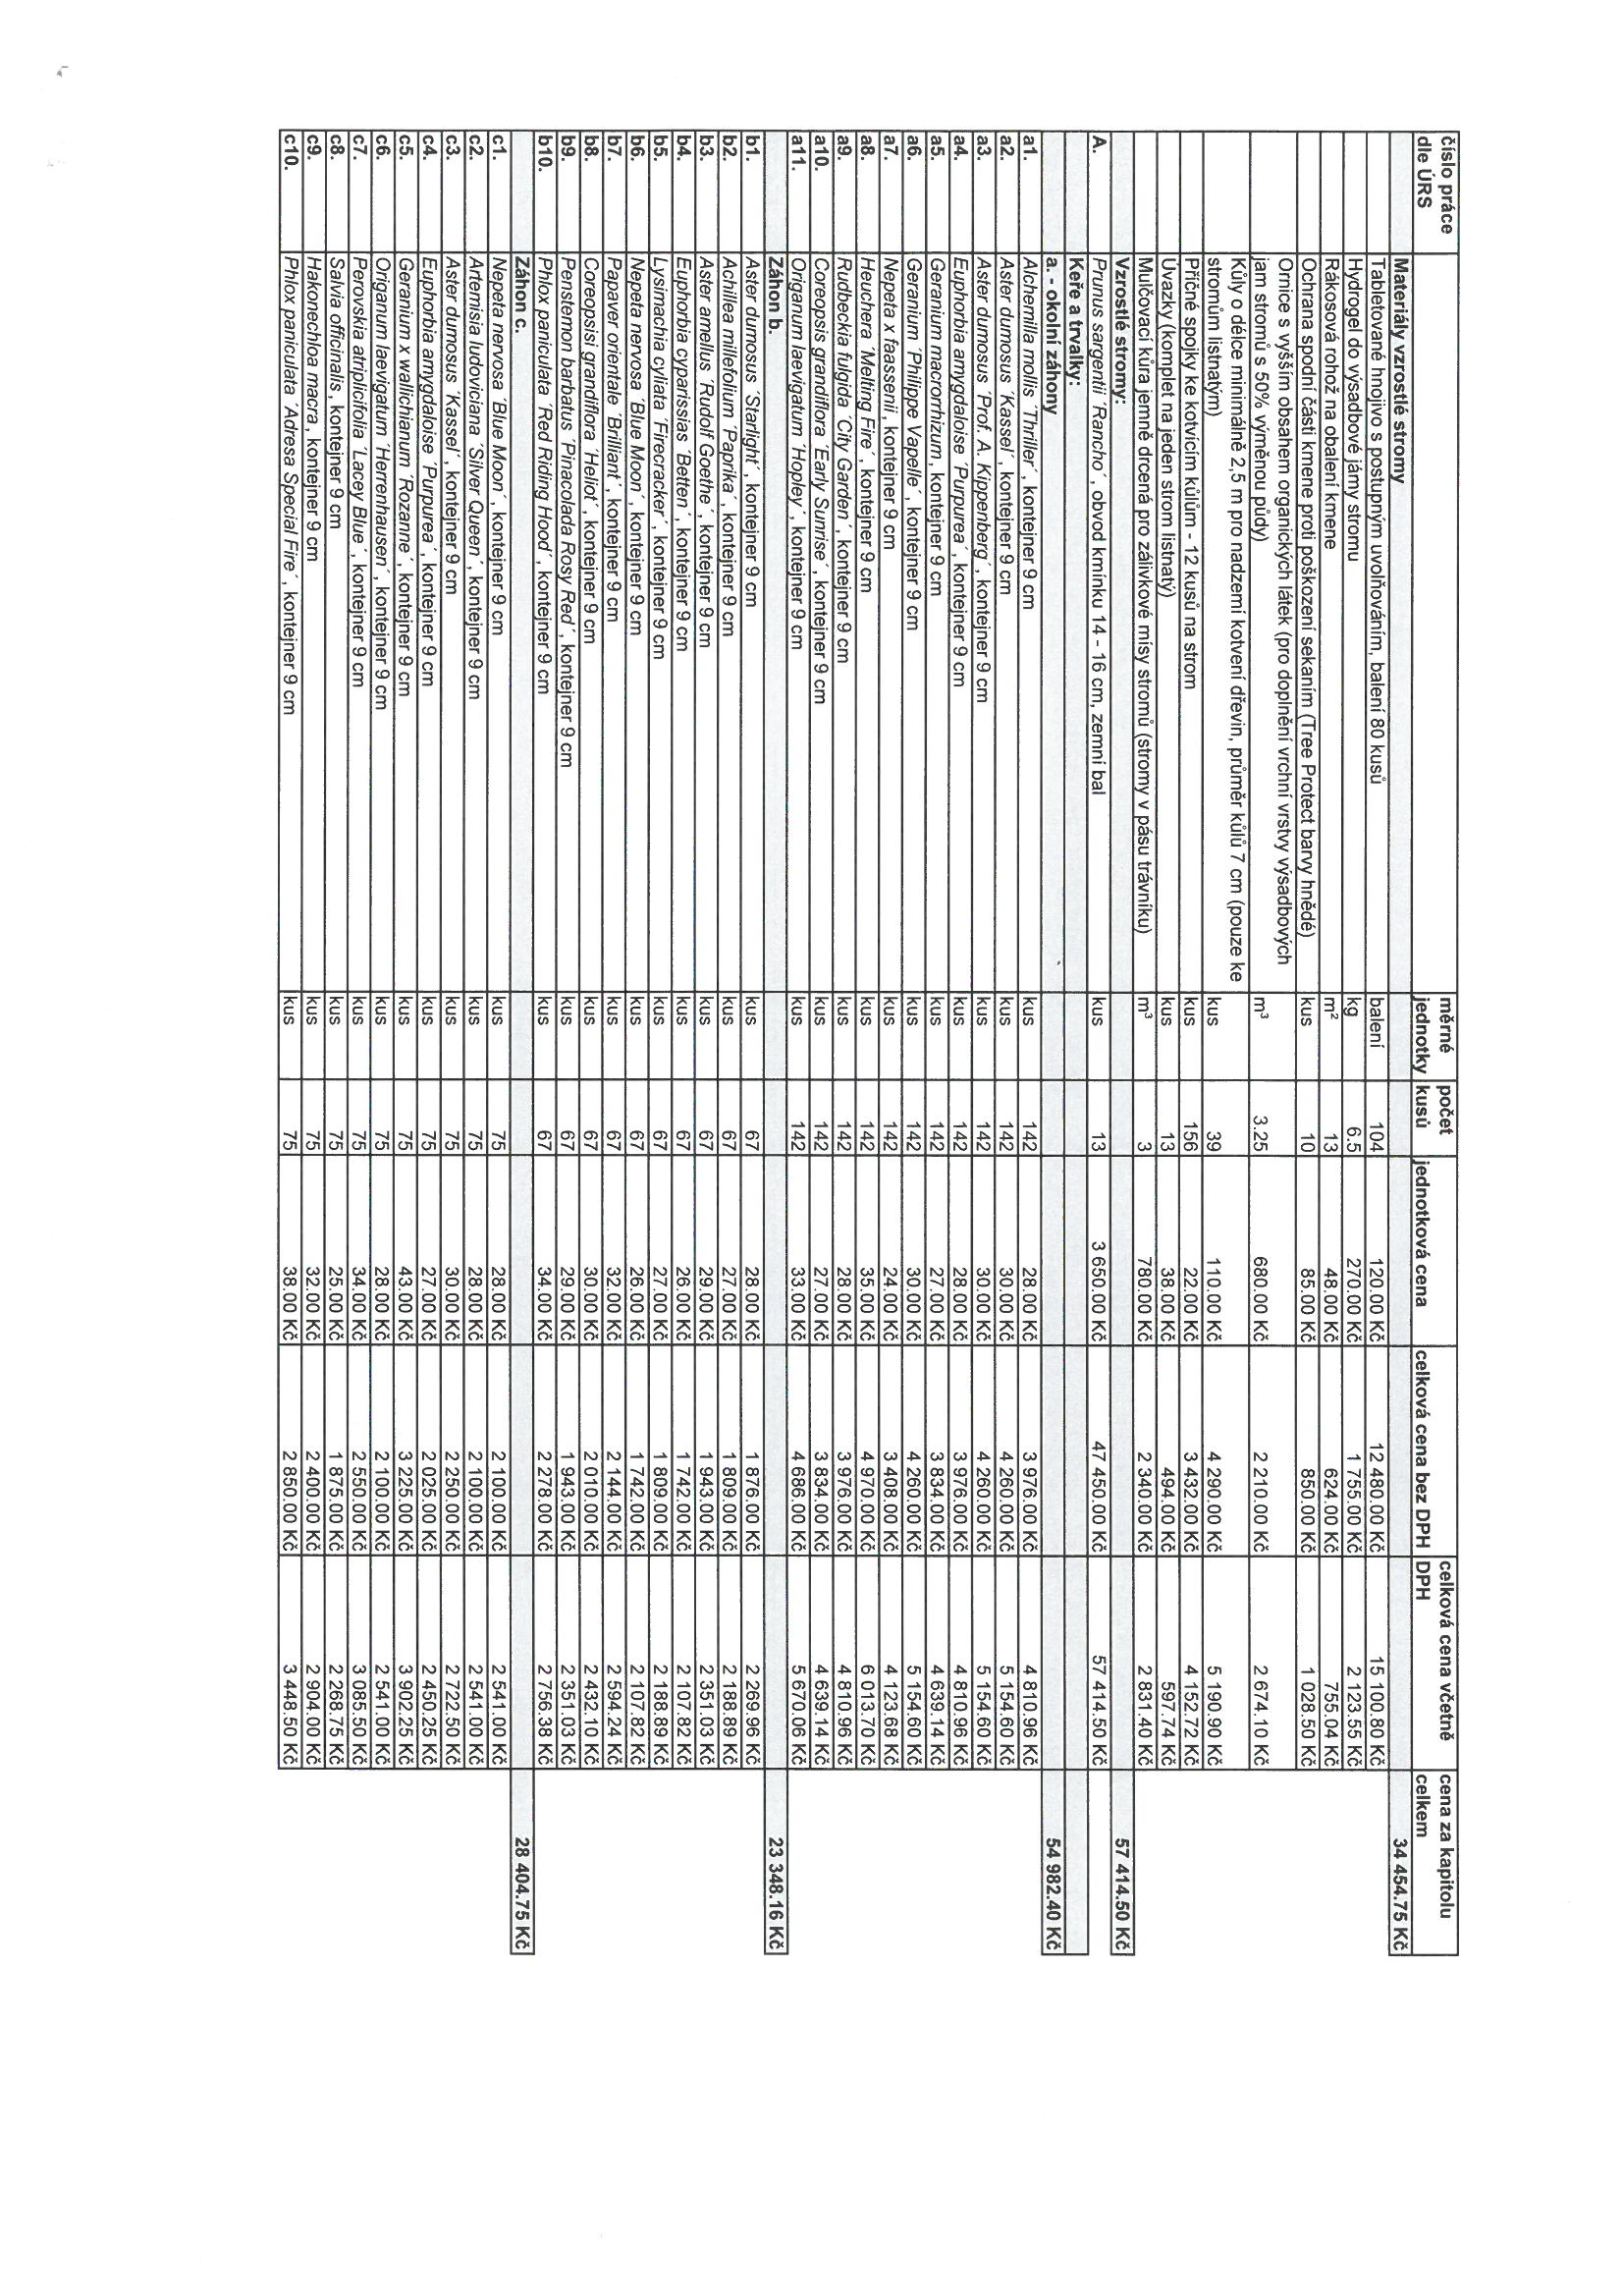 číslo práce dle ÚRS měrné jednotky počet kusů jednotková cena celková cena bez DPH celková cena včetně DPH cena za kapitolu celkem
Materiály vzrostlé stromy 34 454.75 Kč
Tabletované hnojivo s postupným uvolňováním, balení 80 kusů balení 104 120.00 Kč 12 480.00 Kč 15 100.80 Kč
Hydrogel do výsadbové jámy stromu kg 6.5 270.00 Kč 1 755.00 Kč 2 123.55 Kč
Rákosová rohož na obalení kmene m² 13 48.00 Kč 624.00 Kč 755.04 Kč
Ochrana spodní části kmene proti poškození sekaním (Tree Protect barvy hnědé) kus 10 85.00 Kč 850.00 Kč 1 028.50 Kč
Ornice s vyšším obsahem organických látek (pro doplnění vrchní vrstvy výsadbových
jam stromů s 50% výměnou půdy) m³ 3.25 680.00 Kč 2 210.00 Kč 2 674.10 Kč
Kůly o délce minimálně 2,5 m pro nadzemí kotvení dřevin, průměr kůlů 7 cm (pouze ke
stromům listnatým) kus 39 110.00 Kč 4 290.00 Kč 5 190.90 Kč
Příčné spojky ke kotvícím kůlům - 12 kusů na strom kus 156 22.00 Kč 3 432.00 Kč 4 152.72 Kč
Úvazky (komplet na jeden strom listnatý) kus 13 38.00 Kč 494.00 Kč 597.74 Kč
Mulčovací kůra jemně drcená pro zálivkové mísy stromů (stromy v pásu trávníku) m³ 3 780.00 Kč 2 340.00 Kč 2 831.40 Kč
Vzrostlé stromy: 57 414.50 Kč
A. Prunus sargentii ´Rancho´, obvod kmínku 14 - 16 cm, zemní bal kus 13 3 650.00 Kč 47 450.00 Kč 57 414.50 Kč
Keře a trvalky:
a. - okolní záhony 54 982.40 Kč
a1. Alchemilla mollis ´Thriller´, kontejner 9 cm kus 142 28.00 Kč 3 976.00 Kč 4 810.96 Kč
a2. Aster dumosus ´Kassel´, kontejner 9 cm kus 142 30.00 Kč 4 260.00 Kč 5 154.60 Kč
a3. Aster dumosus ´Prof. A. Kippenberg´, kontejner 9 cm kus 142 30.00 Kč 4 260.00 Kč 5 154.60 Kč
a4. Euphorbia amygdaloise ´Purpurea´, kontejner 9 cm kus 142 28.00 Kč 3 976.00 Kč 4 810.96 Kč
a5. Geranium macrorrhizum, kontejner 9 cm kus 142 27.00 Kč 3 834.00 Kč 4 639.14 Kč
a6. Geranium ´Philippe Vapelle´, kontejner 9 cm kus 142 30.00 Kč 4 260.00 Kč 5 154.60 Kč
a7. Nepeta x faassenii, kontejner 9 cm kus 142 24.00 Kč 3 408.00 Kč 4 123.68 Kč
a8. Heuchera ´Melting Fire´, kontejner 9 cm kus 142 35.00 Kč 4 970.00 Kč 6 013.70 Kč
a9. Rudbeckia fulgida ´City Garden´, kontejner 9 cm kus 142 28.00 Kč 3 976.00 Kč 4 810.96 Kč
a10. Coreopsis grandiflora ´Early Sunrise´, kontejner 9 cm kus 142 27.00 Kč 3 834.00 Kč 4 639.14 Kč
a11. Origanum laevigatum ´Hopley´, kontejner 9 cm kus 142 33.00 Kč 4 686.00 Kč 5 670.06 Kč
Záhon b. 23 348.16 Kč
b1. Aster dumosus ´Starlight´, kontejner 9 cm kus 67 28.00 Kč 1 876.00 Kč 2 269.96 Kč
b2. Achillea millefolium ´Paprika´, kontejner 9 cm kus 67 27.00 Kč 1 809.00 Kč 2 188.89 Kč
b3. Aster amellus ´Rudolf Goethe´, kontejner 9 cm kus 67 29.00 Kč 1 943.00 Kč 2 351.03 Kč
b4. Euphorbia cyparissias ´Betten´, kontejner 9 cm kus 67 26.00 Kč 1 742.00 Kč 2 107.82 Kč
b5. Lysimachia cyliata ´Firecracker´, kontejner 9 cm kus 67 27.00 Kč 1 809.00 Kč 2 188.89 Kč
b6. Nepeta nervosa ´Blue Moon´, kontejner 9 cm kus 67 26.00 Kč 1 742.00 Kč 2 107.82 Kč
b7. Papaver orientale ´Brilliant´, kontejner 9 cm kus 67 32.00 Kč 2 144.00 Kč 2 594.24 Kč
b8. Coreopsi grandiflora ´Heliot´, kontejner 9 cm kus 67 30.00 Kč 2 010.00 Kč 2 432.10 Kč
b9. Penstemon barbatus ´Pinacolada Rosy Red´, kontejner 9 cm kus 67 29.00 Kč 1 943.00 Kč 2 351.03 Kč
b10. Phlox paniculata ´Red Riding Hood´, kontejner 9 cm kus 67 34.00 Kč 2 278.00 Kč 2 756.38 Kč
Záhon c. 28 404.75 Kč
c1. Nepeta nervosa ´Blue Moon´, kontejner 9 cm kus 75 28.00 Kč 2 100.00 Kč 2 541.00 Kč
c2. Artemisia ludoviciana ´Silver Queen´, kontejner 9 cm kus 75 28.00 Kč 2 100.00 Kč 2 541.00 Kč
c3. Aster dumosus ´Kassel´, kontejner 9 cm kus 75 30.00 Kč 2 250.00 Kč 2 722.50 Kč
c4. Euphorbia amygdaloise ´Purpurea´, kontejner 9 cm kus 75 27.00 Kč 2 025.00 Kč 2 450.25 Kč
c5. Geranium x wallichianum ´Rozanne´, kontejner 9 cm kus 75 43.00 Kč 3 225.00 Kč 3 902.25 Kč
c6. Origanum laevigatum ´Herrenhausen´, kontejner 9 cm kus 75 28.00 Kč 2 100.00 Kč 2 541.00 Kč
c7. Perovskia atriplicifolia ´Lacey Blue´, kontejner 9 cm kus 75 34.00 Kč 2 550.00 Kč 3 085.50 Kč
c8. Salvia officinalis, kontejner 9 cm kus 75 25.00 Kč 1 875.00 Kč 2 268.75 Kč
c9. Hakonechloa macra, kontejner 9 cm kus 75 32.00 Kč 2 400.00 Kč 2 904.00 Kč
c10. Phlox paniculata ´Adresa Special Fire´, kontejner 9 cm kus 75 38.00 Kč 2 850.00 Kč 3 448.50 Kč